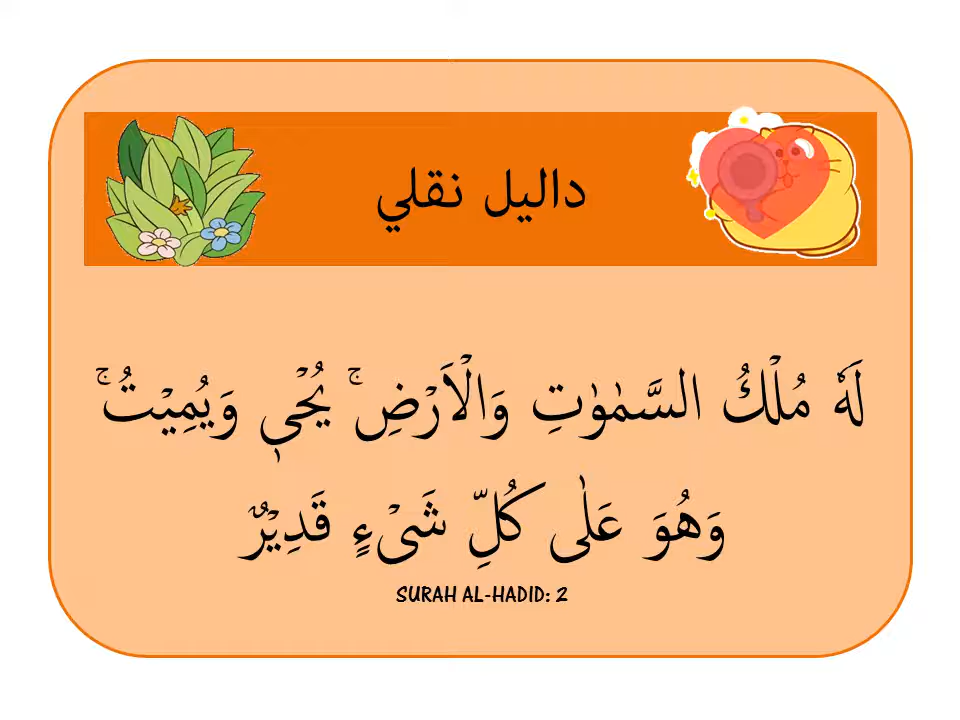 داليل نقلي
لَهٗ مُلْكُ السَّمٰوٰتِ وَالْاَرْضِۚ يُحْيٖ وَيُمِيْتُۚ
وَهُوَ عَلٰى كُلِّ شَيْءٍ قَدِيْرٌ
SURAH AL-HADID: 2